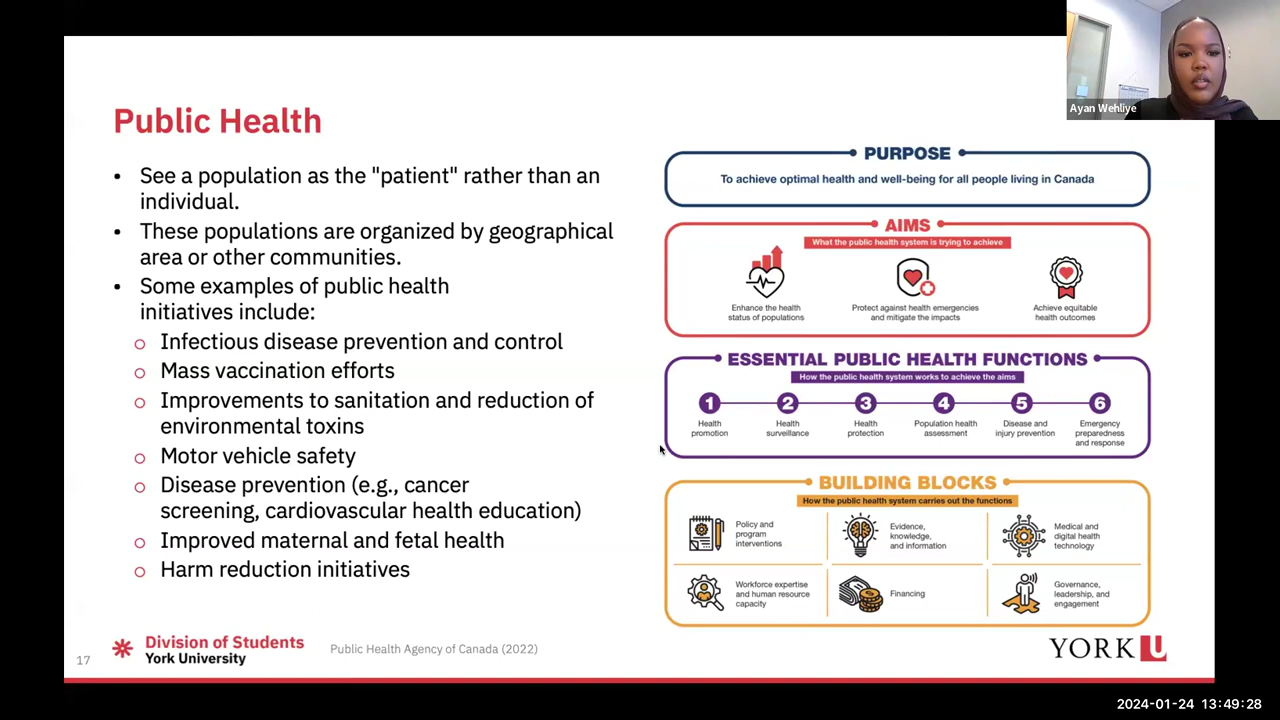 Ayan Wehliye
Public Health
• See a population as the "patient" rather than an
individual.
• These populations are organized by geographical
area or other communities.
• Some examples of public health
initiatives include:
o Infectious disease prevention and control
o Mass vaccination efforts
o Improvements to sanitation and reduction of
environmental toxins
o Motor vehicle safety
o Disease prevention (e.g., cancer
screening, cardiovascular health education)
o Improved maternal and fetal health
o Harm reduction initiatives
PURPOSE
To achieve optimal health and well-being for all people living in Canada
AIMS
What the public health system is trying to achieve
Enhance the health
status of populations
Protect against health emergencies
and mitigate the impacts
Achieve equitable
health outcomes
ESSENTIAL PUBLIC HEALTH FUNCTIONS
How the public health system works to achieve the aims
1
Health
promotion
2
Health
surveillance
3
Health
protection
4
Population health
assessment
5
Disease and
injury prevention
6
Emergency
preparedness
and response
BUILDING BLOCKS
How the public health system carries out the functions
Policy and
program
interventions
Evidence,
knowledge,
and information
Medical and
digital health
technology
Workforce expertise
and human resource
capacity
Financing
Governance,
leadership, and
engagement
17
Division of Students
York University
Public Health Agency of Canada (2022)
YORK U
2024-01-24 13:49:28